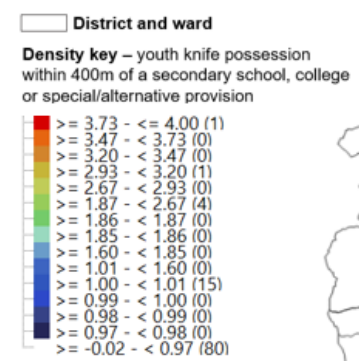 District and ward
Density key – youth knife possession
within 400m of a secondary school, college
or special/alternative provision
>= 3.73 - <= 4.00 (1)
>= 3.47 - < 3.73 (0)
>= 3.20 - < 3.47 (0)
>= 2.93 - < 3.20 (1)
>= 2.67 - < 2.93 (0)
>= 1.87 - < 2.67 (4)
>= 1.86 - < 1.87 (0)
>= 1.85 - < 1.86 (0)
>= 1.60 - < 1.85 (0)
>= 1.01 - < 1.60 (0)
>= 1.00 - < 1.01 (15)
>= 0.99 - < 1.00 (0)
>= 0.98 - < 0.99 (0)
>= 0.97 - < 0.98 (0)
>= -0.02 - < 0.97 (80)